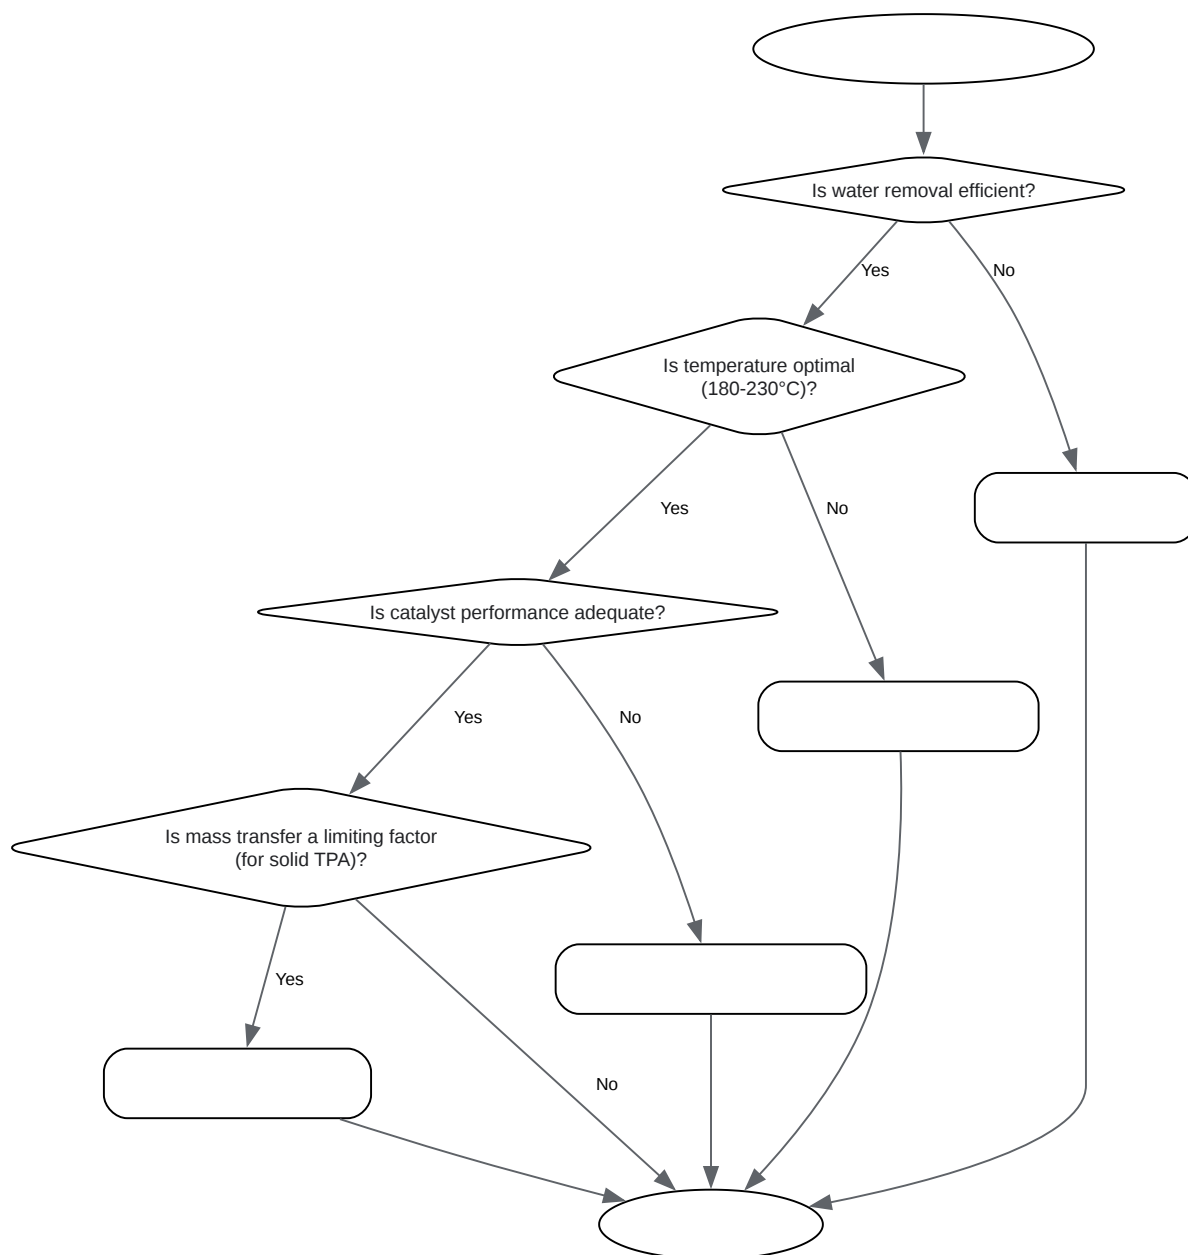 Is water removal efficient?
Yes
No
Is temperature optimal
(180-230°C)?
Yes
No
Is catalyst performance adequate?
Yes
No
Is mass transfer a limiting factor
(for solid TPA)?
Yes
No